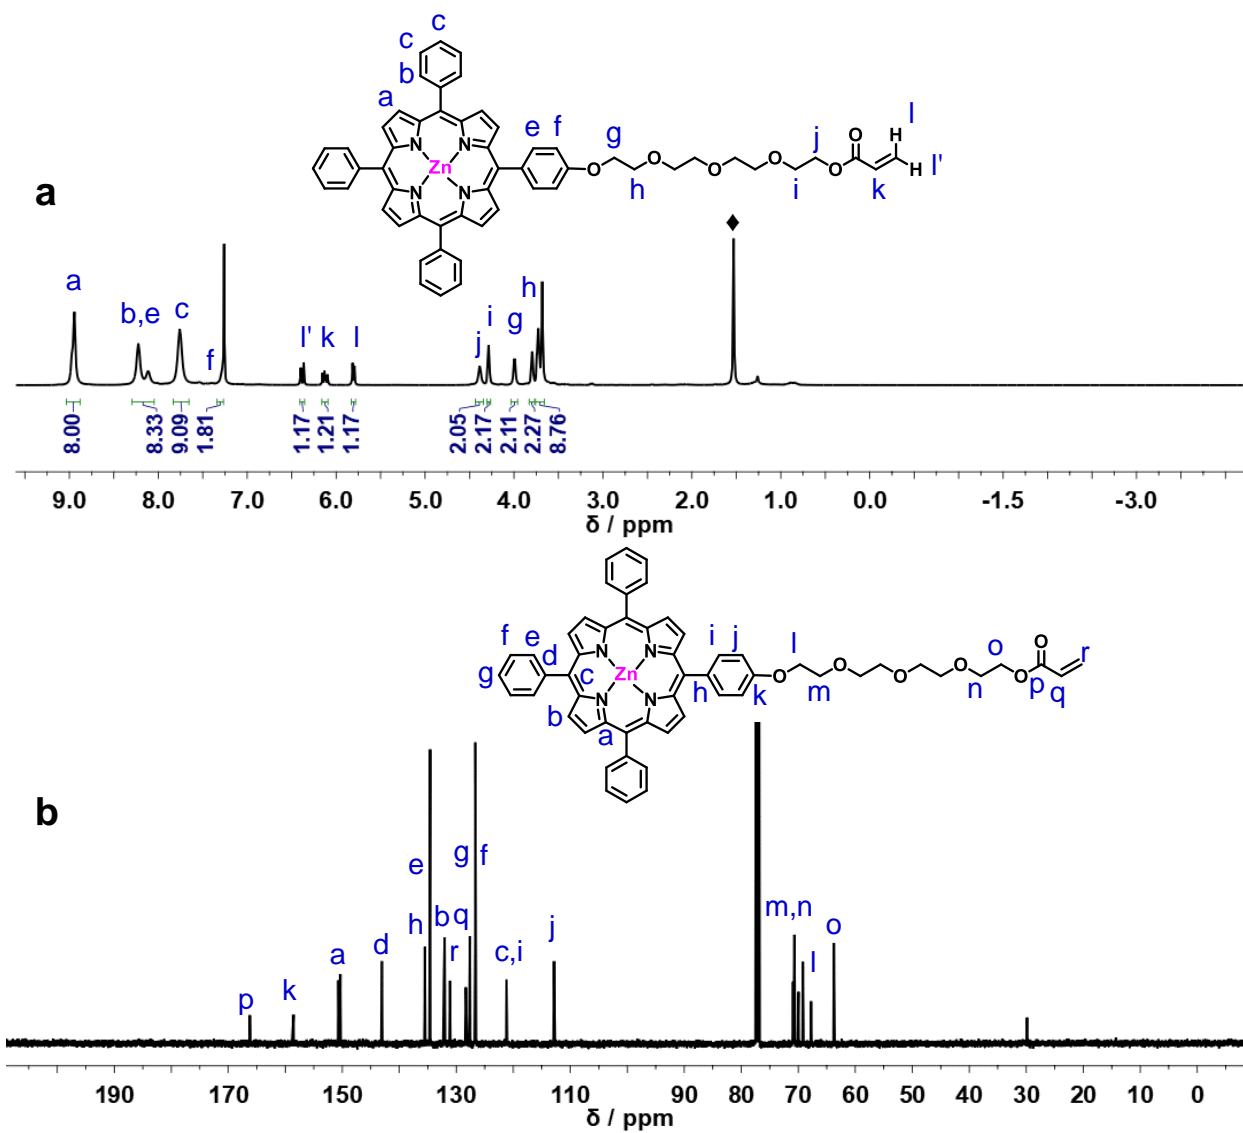 c
c
b
a
e f
g
j
O
l
H
N N
Zn
N N
O
O
O
O
O
H l'
h
i
k
a
♦
a
b,e
c
f
l'
k
l
j
i
g
h
8.00
8.33
9.09
1.81
1.17
1.21
1.17
2.05
2.17
2.11
2.27
8.76
9.0 8.0 7.0 6.0 5.0 4.0 3.0 2.0 1.0 0.0 -1.5 -3.0
δ / ppm
f e
d
g
c
b
a
N N
Zn
N N
i j
h
k
O
l
m
O
O
O
n
o
O
O
p
q
r
b
p
k
a
d
h
e
b
r
q
g
f
c,i
j
m,n
l
o
190 170 150 130 110 90 80 70 60 50 40 30 20 10 0
δ / ppm